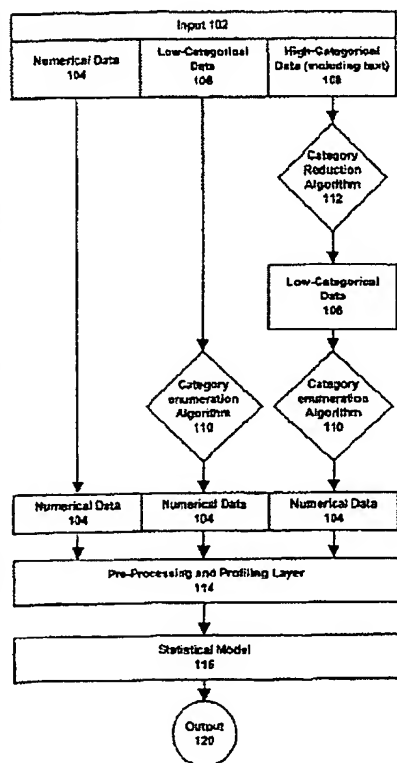 Input 102
Numerical Data
104
Low-Categorical
Data
106
High-Categorical
Data (including text)
108
Category
Reduction
Algorithm
112
Low-Categorical
Data
106
Category
enumeration
Algorithm
110
Category
enumeration
Algorithm
110
Numerical Data
104
Numerical Data
104
Numerical Data
104
Pre-Processing and Profiling Layer
114
Statistical Model
116
Output
120